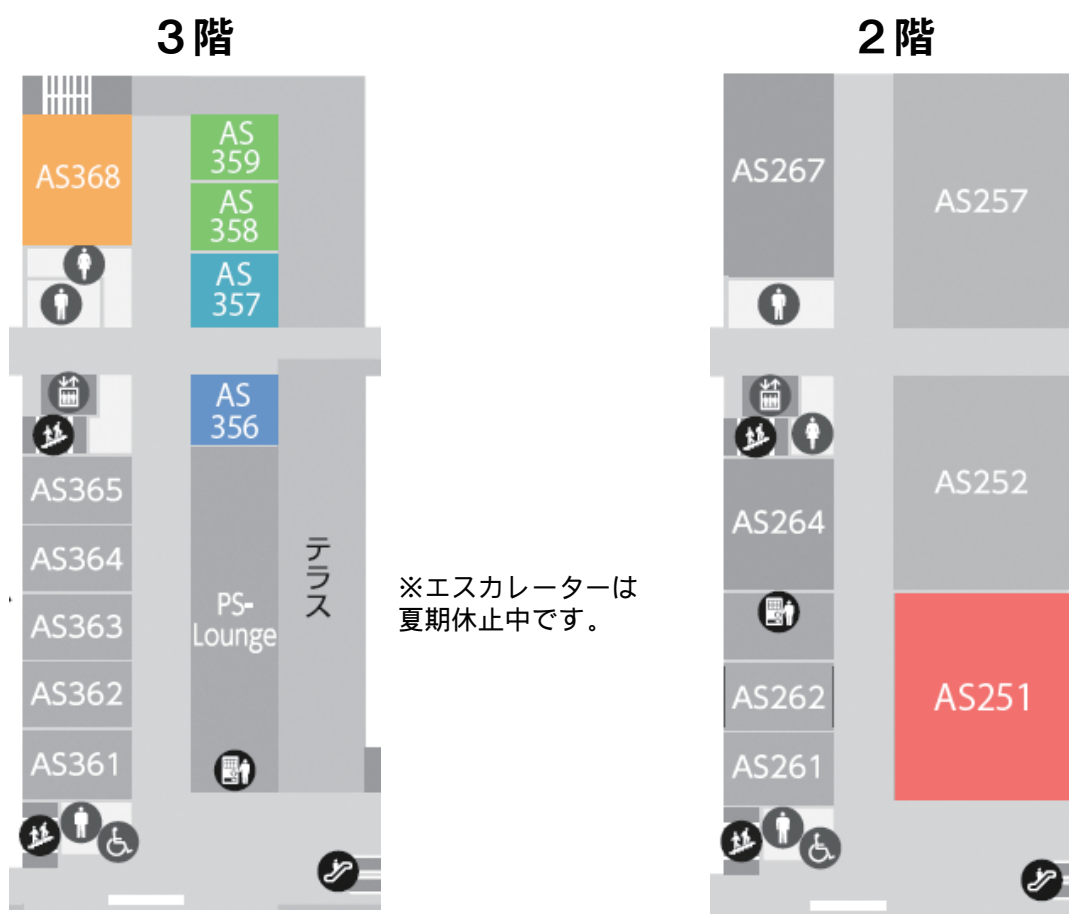 3階
AS368
AS
359
AS
358
AS
357
AS
356
AS365
AS364
AS363
AS362
AS361
PS-
Lounge
テラス
※エスカレーターは
夏期休止中です。
2階
AS267
AS257
AS252
AS264
AS262
AS251
AS261